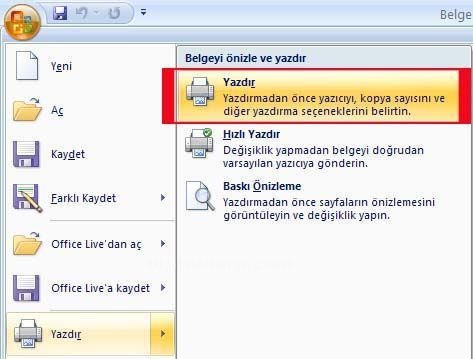 Belge
Yeni
Aç
Kaydet
Farklı Kaydet
Office Live'dan aç
Office Live'a kaydet
Yazdır
Belgeyi önizle ve yazdır
Yazdır
Yazdırmadan önce yazıcıyı, kopya sayısını ve
diğer yazdırma seçeneklerini belirtin.
Hızlı Yazdır
Değişiklik yapmadan belgeyi doğrudan
varsayılan yazıcıya gönderin.
Baskı Önizleme
Yazdırmadan önce sayfaların önizlemesini
görüntüleyin ve değişiklik yapın.